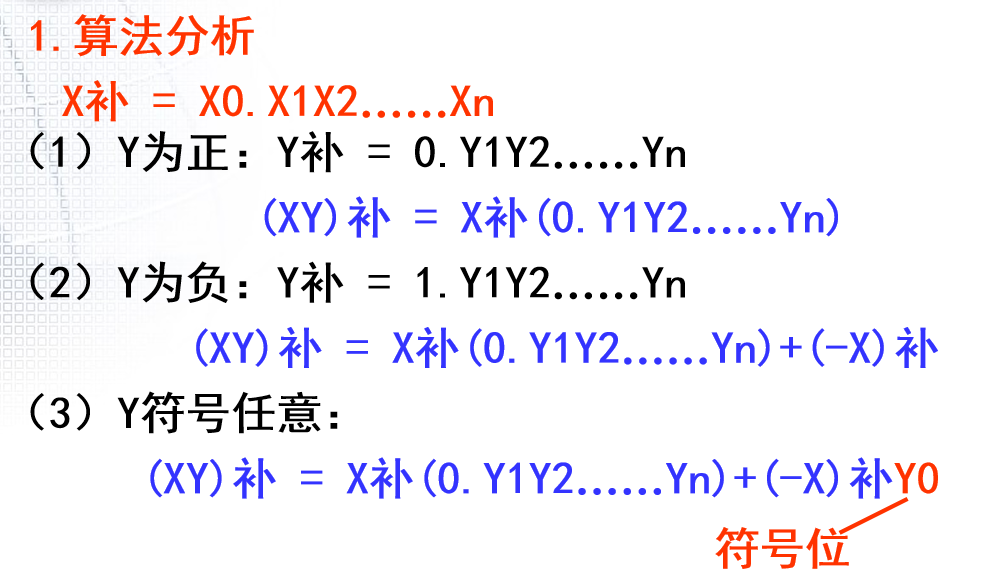 1.算法分析
X补 = X0.X1X2……Xn
(1) Y为正：Y补 = 0.Y1Y2……Yn
(XY)补 = X补(0.Y1Y2……Yn)
(2) Y为负：Y补 = 1.Y1Y2……Yn
(XY)补 = X补(0.Y1Y2……Yn)+(-X)补
(3) Y符号任意：
(XY)补 = X补(0.Y1Y2……Yn)+(-X)补Y0
符号位